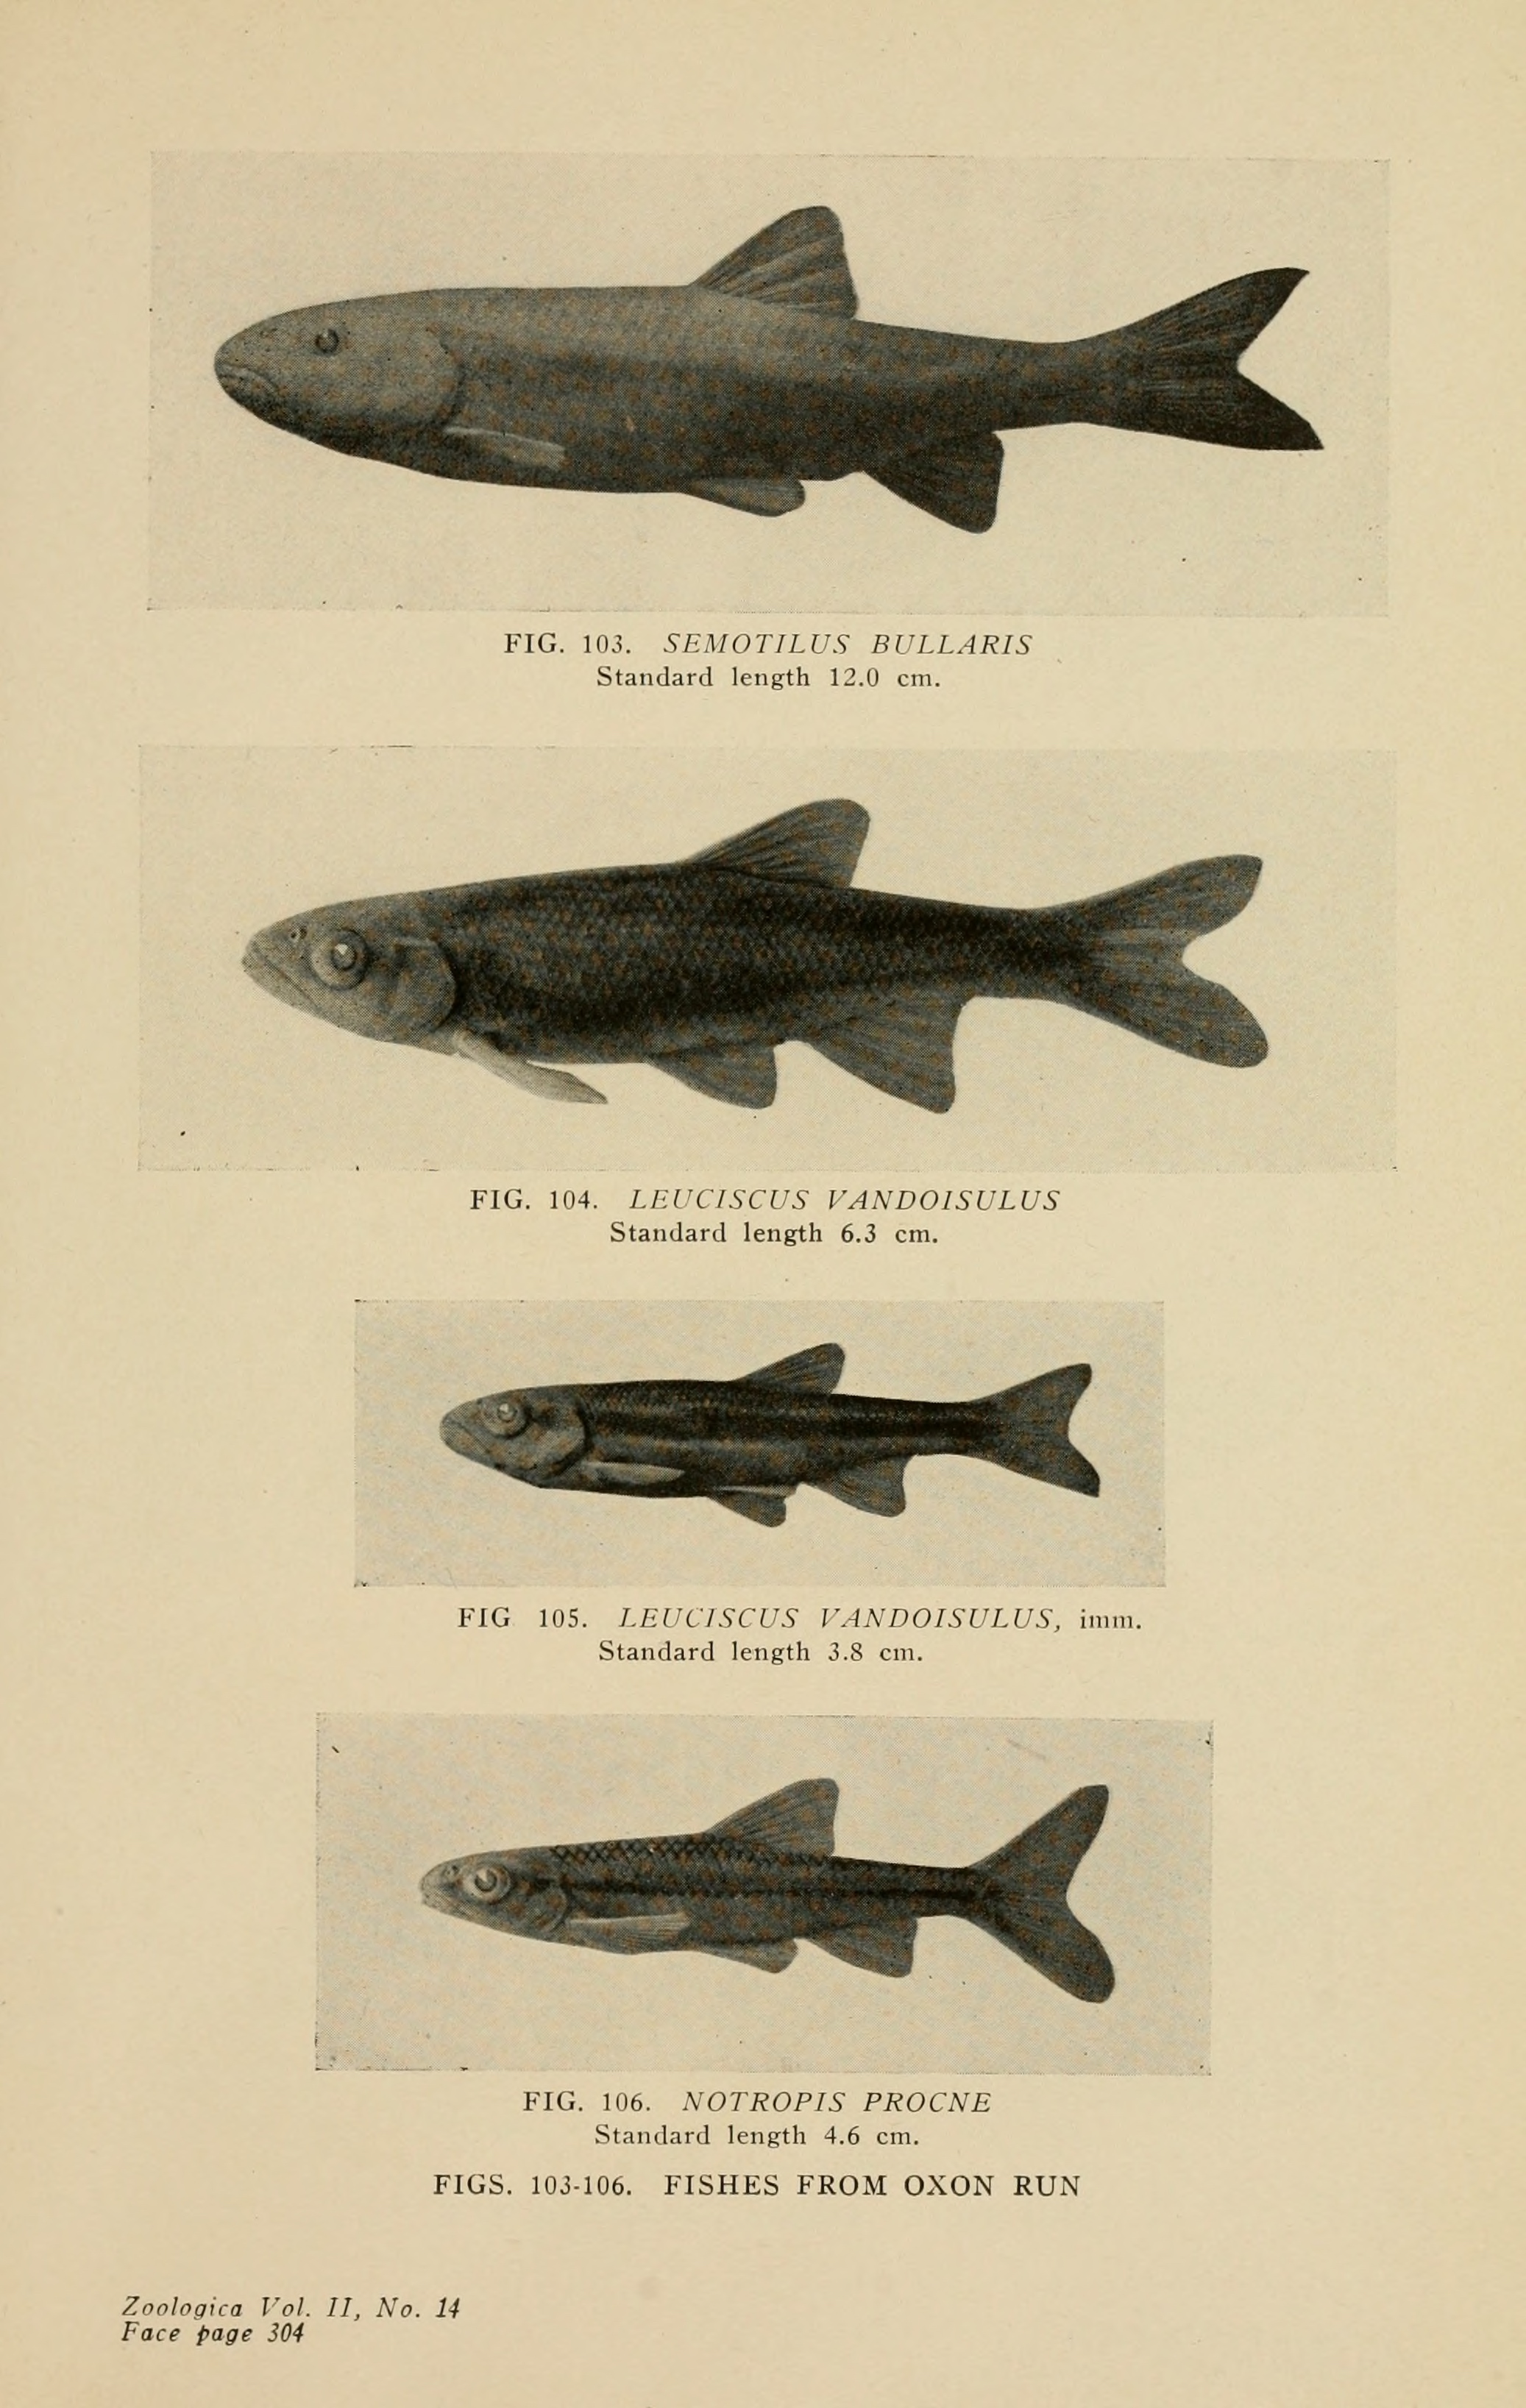 FIG. 103. SEMOTILUS BULLARIS
Standard length 12.0 cm.
FIG. 104. LEUCISCUS VANDOISULUS
Standard length 6.3 cm.
FIG 105. LEUCISCUS VANDOISULUS, imm.
Standard length 3.8 cm.
FIG. 106. NOTROPIS PROCNE
Standard length 4.6 cm.
FIGS. 103-106. FISHES FROM OXON RUN
Zoologica Vol. II, No. 14
Face page 304